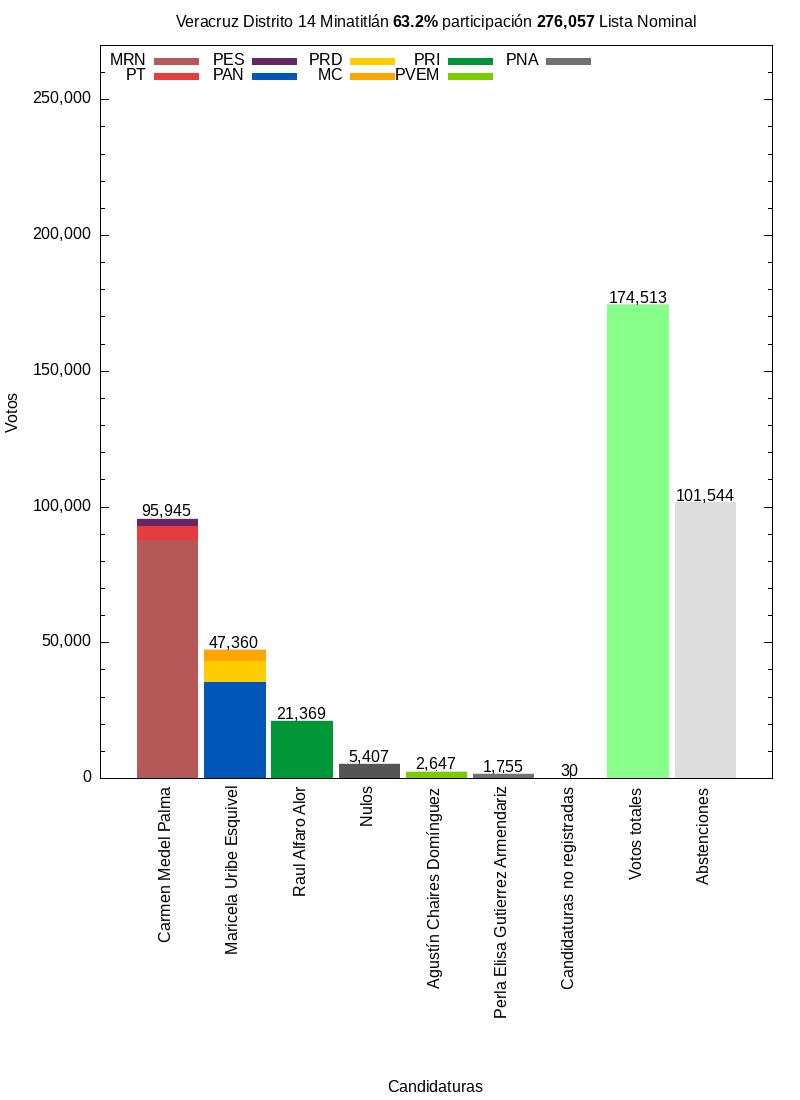 Veracruz Distrito 14 Minatitlán 63.2% participación 276,057 Lista Nominal
MRN PES PRD PRI PNA
PT PAN MC PVEM
250,000
200,000
150,000
100,000
50,000
0
Votos
95,945
47,360
21,369
5,407
2,647
1,755
30
174,513
101,544
Carmen Medel Palma
Maricela Uribe Esquivel
Raul Alfaro Alor
Nulos
Agustín Chaires Domínguez
Perla Elisa Gutierrez Armendariz
Candidaturas no registradas
Votos totales
Abstenciones
Candidaturas